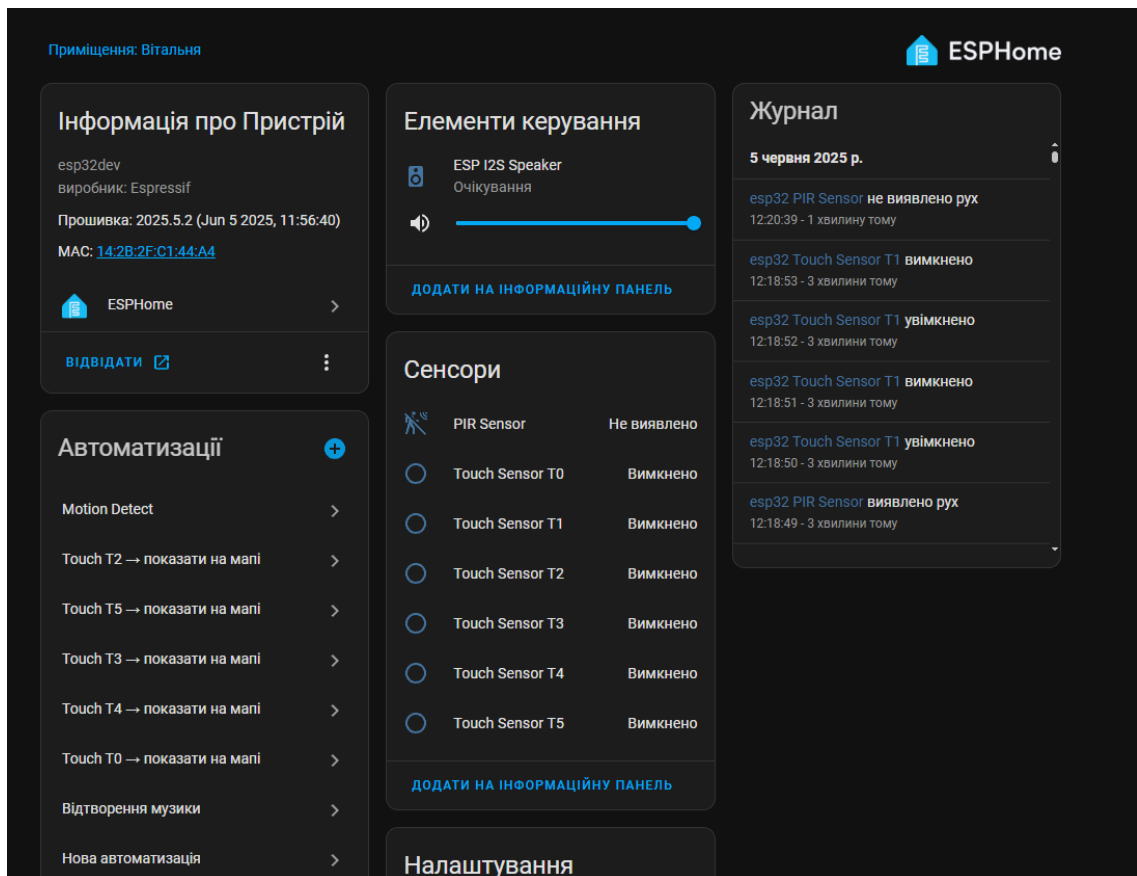 Приміщення: Вітальня
ESPHome
Інформація про Пристрій
esp32dev
виробник: Espressif
Прошивка: 2025.5.2 (Jun 5 2025, 11:56:40)
MAC: 14:2B:2F:C1:44:A4
ESPHome
ВІДВІДАТИ
Автоматизації
Motion Detect
Touch T2 → показати на мапі
Touch T5 → показати на мапі
Touch T3 → показати на мапі
Touch T4 → показати на мапі
Touch T0 → показати на мапі
Відтворення музики
Нова автоматизація
Елементи керування
ESP I2S Speaker
Очікування
ДОДАТИ НА ІНФОРМАЦІЙНУ ПАНЕЛЬ
Сенсори
PIR Sensor Не виявлено
Touch Sensor T0 Вимкнено
Touch Sensor T1 Вимкнено
Touch Sensor T2 Вимкнено
Touch Sensor T3 Вимкнено
Touch Sensor T4 Вимкнено
Touch Sensor T5 Вимкнено
ДОДАТИ НА ІНФОРМАЦІЙНУ ПАНЕЛЬ
Налаштування
Журнал
5 червня 2025 р.
esp32 PIR Sensor не виявлено рух
12:20:39 - 1 хвилину тому
esp32 Touch Sensor T1 вимкнено
12:18:53 - 3 хвилини тому
esp32 Touch Sensor T1 увімкнено
12:18:52 - 3 хвилини тому
esp32 Touch Sensor T1 вимкнено
12:18:51 - 3 хвилини тому
esp32 Touch Sensor T1 увімкнено
12:18:50 - 3 хвилини тому
esp32 PIR Sensor виявлено рух
12:18:49 - 3 хвилини тому